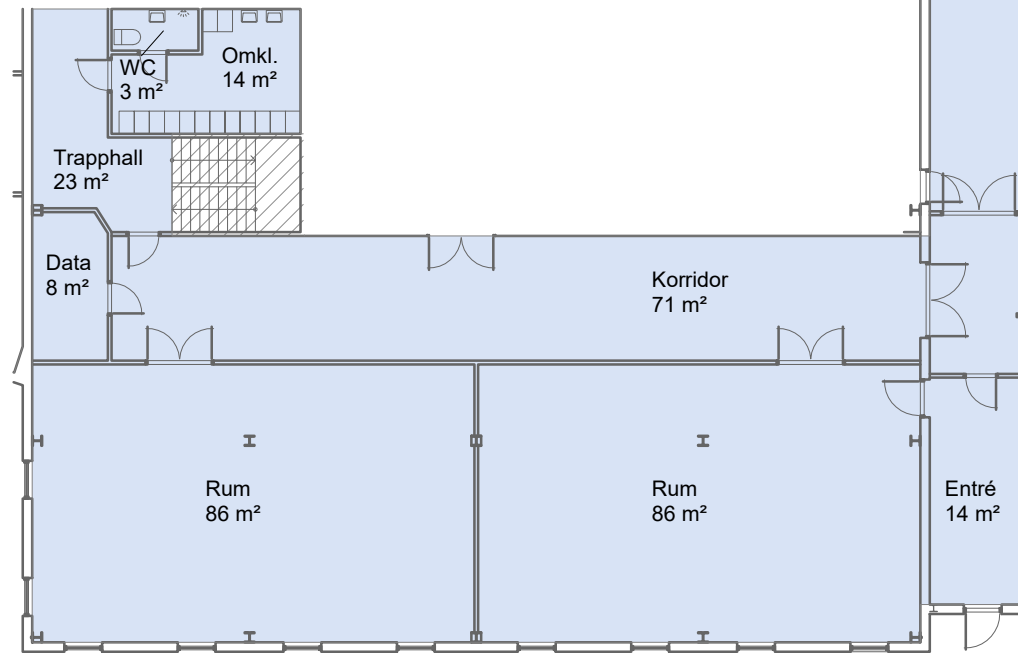 WC
3 m²
Omkl.
14 m²
Trapphall
23 m²
Data
8 m²
Korridor
71 m²
Rum
86 m²
Rum
86 m²
Entré
14 m²